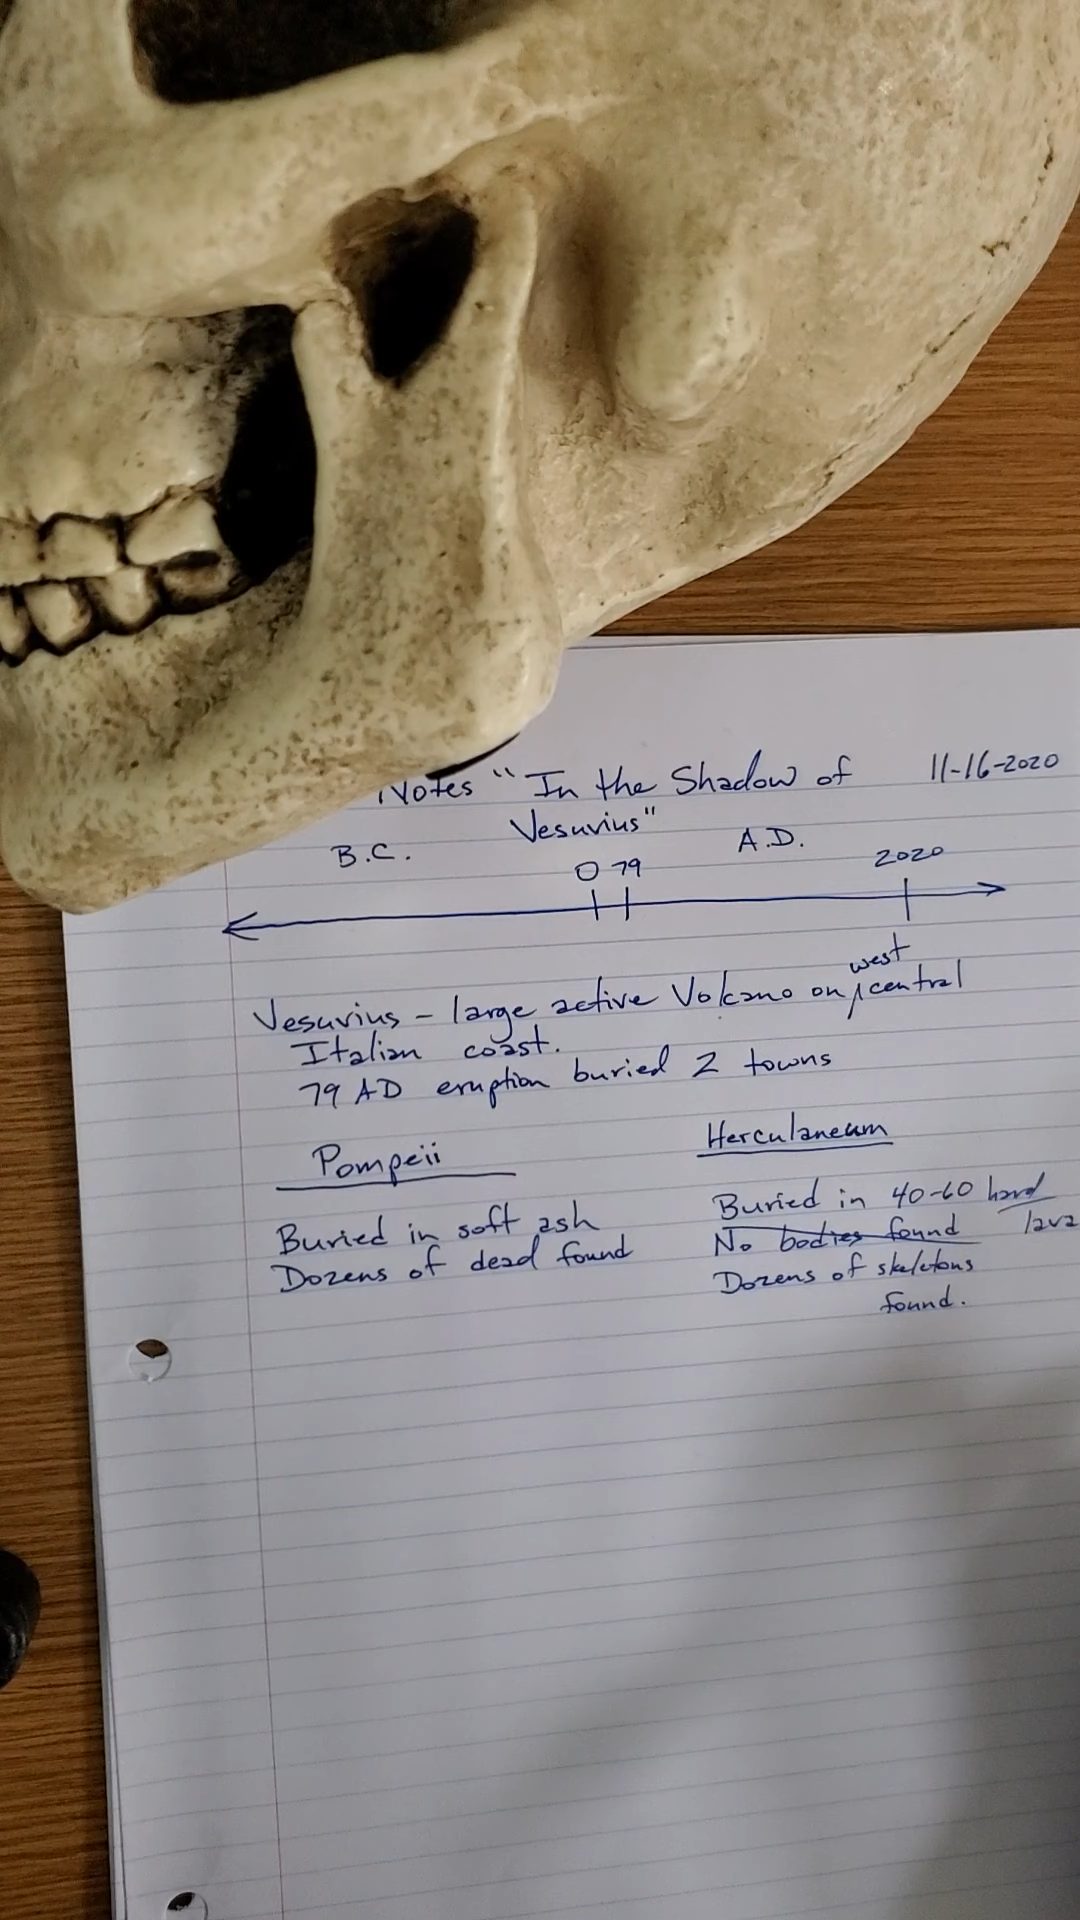 Notes "In the Shadow of 11-16-2020
Vesuvius"
B.C. A.D.
0 79 2020
Vesuvius - large active Volcano on west central
Italian coast.
79 AD eruption buried 2 towns
Pompeii Herculaneum
Buried in soft ash
Dozens of dead found
Buried in 40-60 hard
lava
No bodies found
Dozens of skeletons
found.